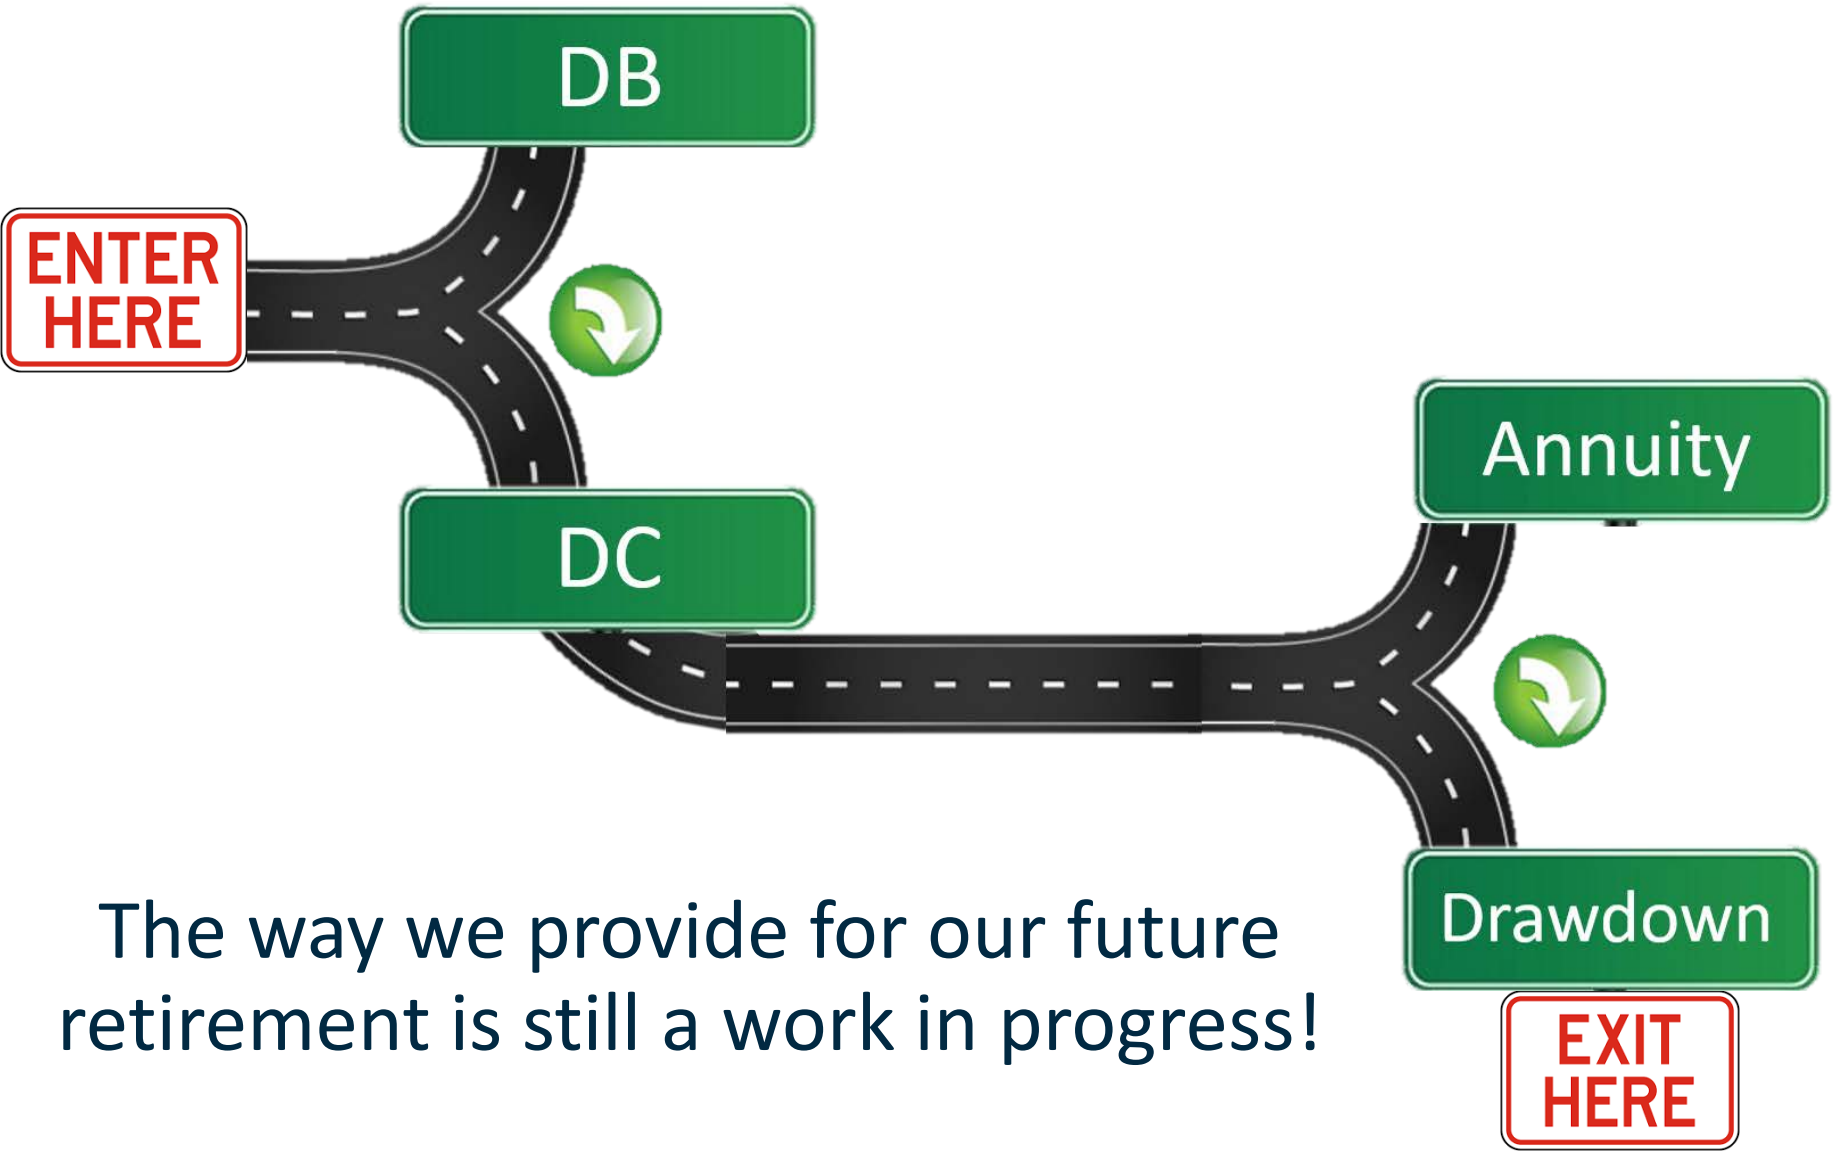 DB
ENTER
HERE
DC
Annuity
Drawdown
The way we provide for our future
retirement is still a work in progress!
EXIT
HERE